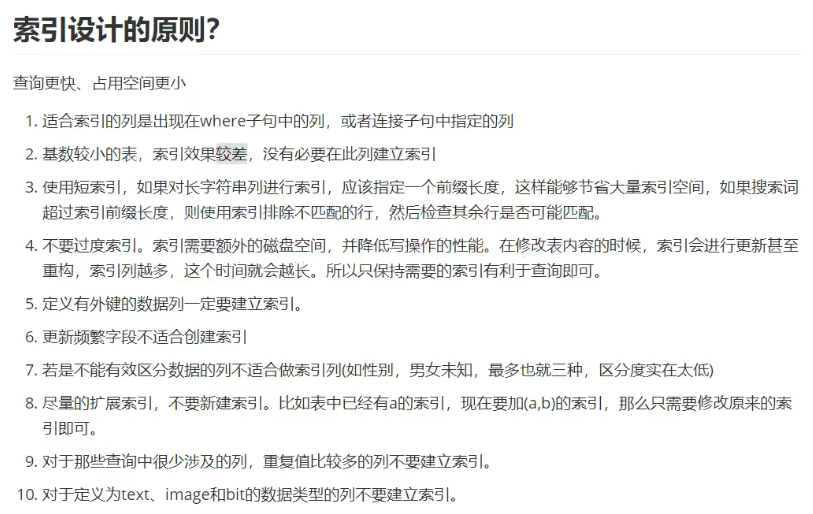 索引设计的原则？
查询更快、占用空间更小
1. 适合索引的列是出现在where子句中的列，或者连接子句中指定的列
2. 基数较小的表，索引效果较差，没有必要在此列建立索引
3. 使用短索引，如果对长字符串列进行索引，应该指定一个前缀长度，这样能够节省大量索引空间，如果搜索词
超过索引前缀长度，则使用索引排除不匹配的行，然后检查其余行是否可能匹配。
4. 不要过度索引。索引需要额外的磁盘空间，并降低写操作的性能。在修改表内容的时候，索引会进行更新甚至
重构，索引列越多，这个时间就会越长。所以只保持需要的索引有利于查询即可。
5. 定义有外键的数据列一定要建立索引。
6. 更新频繁字段不适合创建索引
7. 若是不能有效区分数据的列不适合做索引列(如性别，男女未知，最多也就三种，区分度实在太低)
8. 尽量的扩展索引，不要新建索引。比如表中已经有a的索引，现在要加(a,b)的索引，那么只需要修改原来的索
引即可。
9. 对于那些查询中很少涉及的列，重复值比较多的列不要建立索引。
10. 对于定义为text、image和bit的数据类型的列不要建立索引。